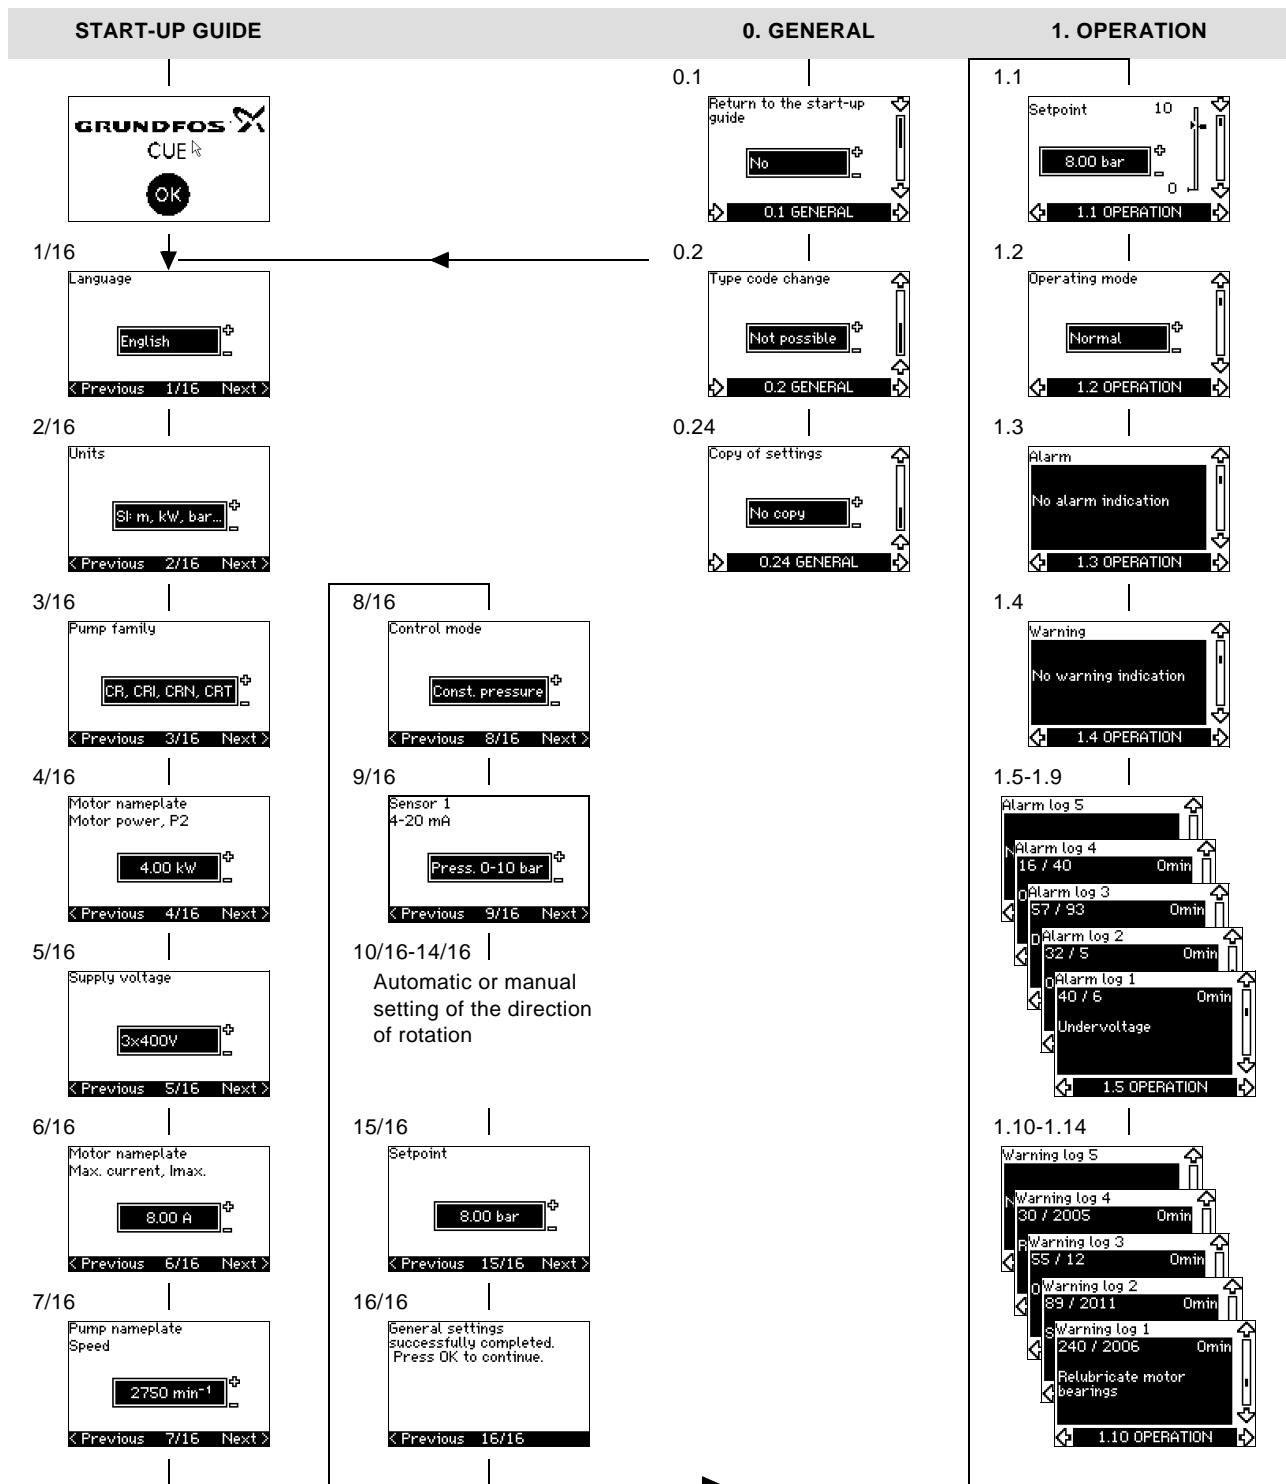 START-UP GUIDE
0. GENERAL
1. OPERATION
GRUNDFOS
CUE
OK
1/16
Language
English
< Previous 1/16 Next >
2/16
Units
SI: m, kW, bar...
< Previous 2/16 Next >
3/16
Pump family
CR, CRI, CRN, CRT
< Previous 3/16 Next >
4/16
Motor nameplate
Motor power, P2
4.00 kW
< Previous 4/16 Next >
5/16
Supply voltage
3x400V
< Previous 5/16 Next >
6/16
Motor nameplate
Max. current, Imax.
8.00 A
< Previous 6/16 Next >
7/16
Pump nameplate
Speed
2750 min⁻¹
< Previous 7/16 Next >
8/16
Control mode
Const. pressure
< Previous 8/16 Next >
9/16
Sensor 1
4-20 mA
Press. 0-10 bar
< Previous 9/16 Next >
10/16-14/16
Automatic or manual
setting of the direction
of rotation
15/16
Setpoint
8.00 bar
< Previous 15/16 Next >
16/16
General settings
successfully completed.
Press OK to continue.
< Previous 16/16
0.1
Return to the start-up
guide
No
0.1 GENERAL
0.2
Type code change
Not possible
0.2 GENERAL
0.24
Copy of settings
No copy
0.24 GENERAL
1.1
Setpoint 10
8.00 bar
0
1.1 OPERATION
1.2
Operating mode
Normal
1.2 OPERATION
1.3
Alarm
No alarm indication
1.3 OPERATION
1.4
Warning
No warning indication
1.4 OPERATION
1.5-1.9
Alarm log 5
N
Alarm log 4
16 / 40 0min
O
Alarm log 3
57 / 93 0min
D
Alarm log 2
32 / 5 0min
O
Alarm log 1
40 / 6 0min
Undervoltage
1.5 OPERATION
1.10-1.14
Warning log 5
N
Warning log 4
30 / 2005 0min
R
Warning log 3
55 / 12 0min
O
Warning log 2
89 / 2011 0min
S
Warning log 1
240 / 2006 0min
Relubricate motor
bearings
1.10 OPERATION